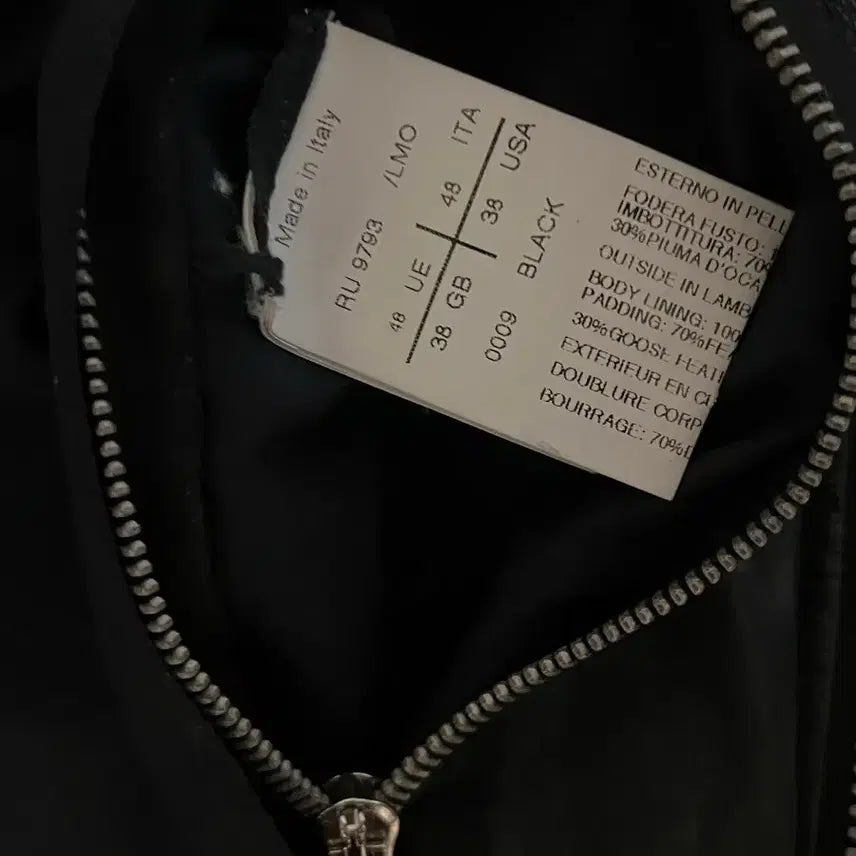 Made in Italy
RU 9793 /LMO
48 UE 48 ITA
38 GB 38 USA
0009 BLACK
ESTERNO IN PELL
FODERA FUSTO:
IMBOTTITURA: 70%
30%PIUMA D'OCA
OUTSIDE IN LAMB
BODY LINING: 100
PADDING: 70%FE
30%GOOSE FEAT
EXTERIEUR EN
DOUBLURE CORP
BOURRAGE: 70%